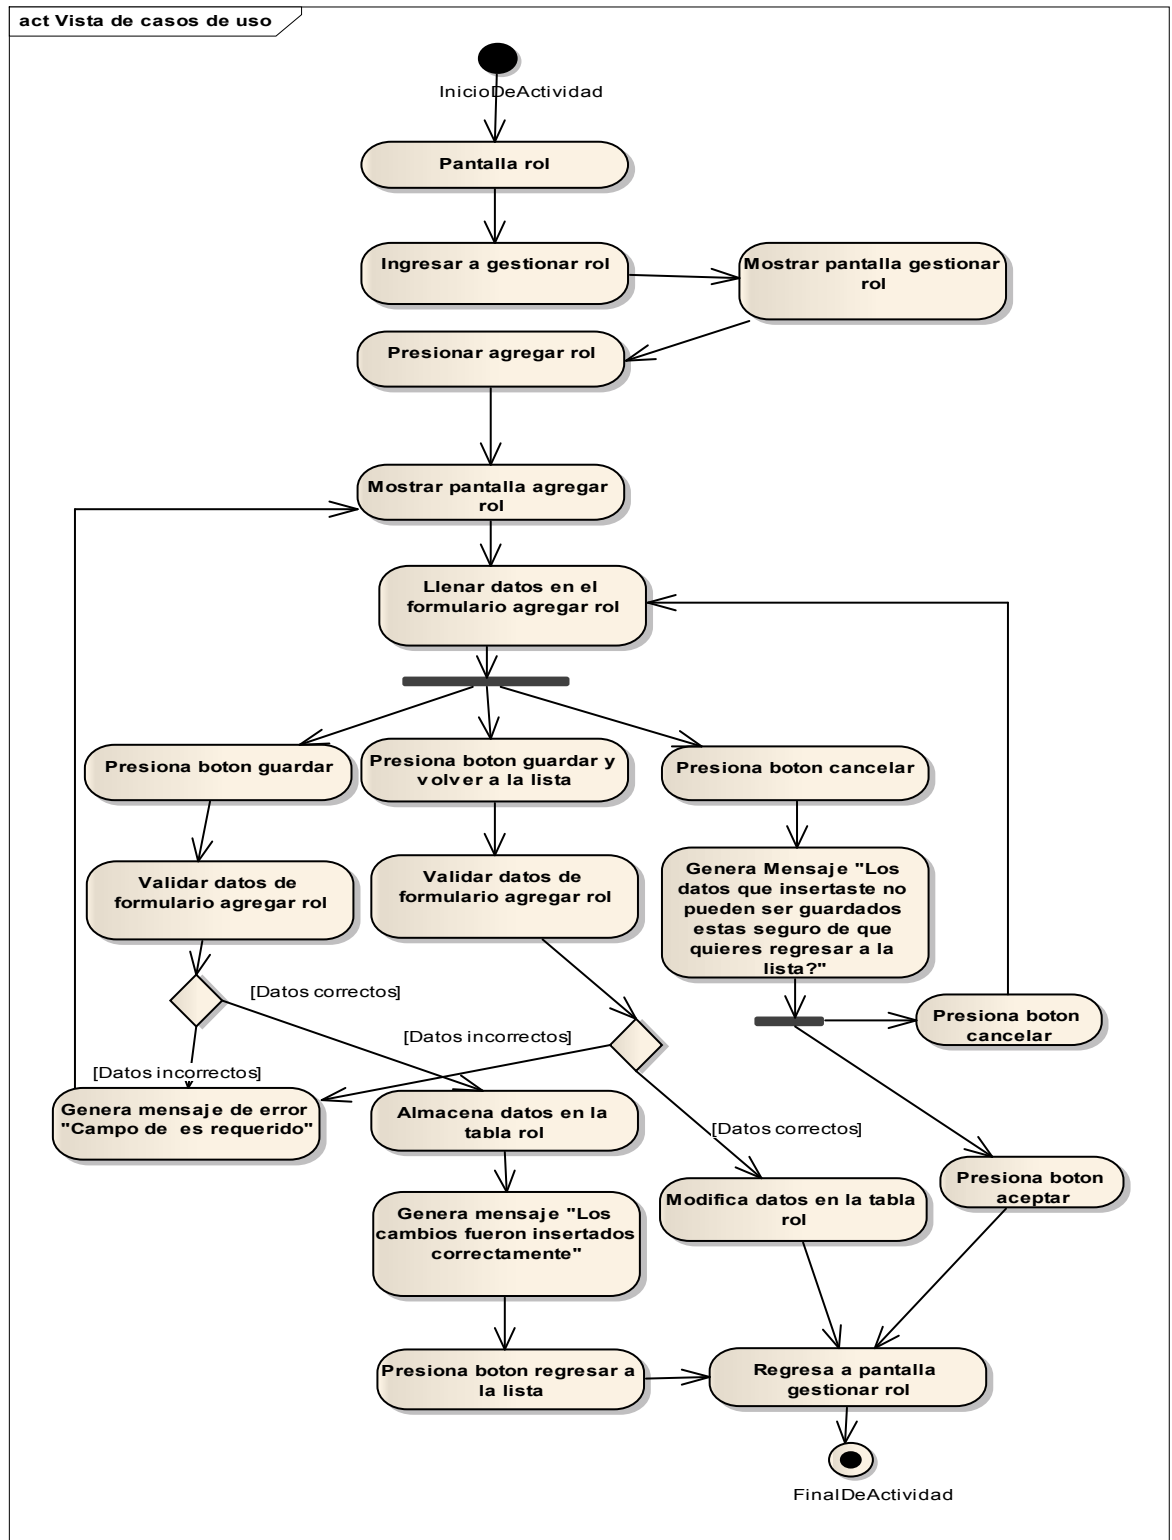 act Vista de casos de uso
InicioDeActividad
Pantalla rol
Ingresar a gestionar rol
Mostrar pantalla gestionar
rol
Presionar agregar rol
Mostrar pantalla agregar
rol
Llenar datos en el
formulario agregar rol
Presiona boton guardar
Presiona boton guardar y
volver a la lista
Presiona boton cancelar
Validar datos de
formulario agregar rol
Validar datos de
formulario agregar rol
Genera Mensaje "Los
datos que insertaste no
pueden ser guardados
estas seguro de que
quieres regresar a la
lista?"
[Datos correctos]
Presiona boton
cancelar
[Datos incorrectos]
[Datos incorrectos]
Genera mensaje de error
"Campo de  es requerido"
Almacena datos en la
tabla rol
[Datos correctos]
Presiona boton
aceptar
Modifica datos en la tabla
rol
Genera mensaje "Los
cambios fueron insertados
correctamente"
Presiona boton regresar a
la lista
Regresa a pantalla
gestionar rol
FinalDeActividad